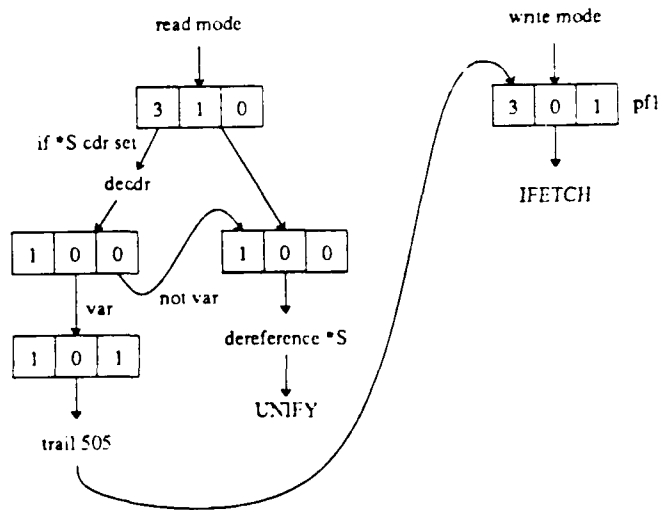 read mode
write mode
3 1 0
3 0 1 pf1
if *S cdr set
decdr
IFETCH
1 0 0
1 0 0
var
not var
dereference *S
1 0 1
UNIFY
trail 505